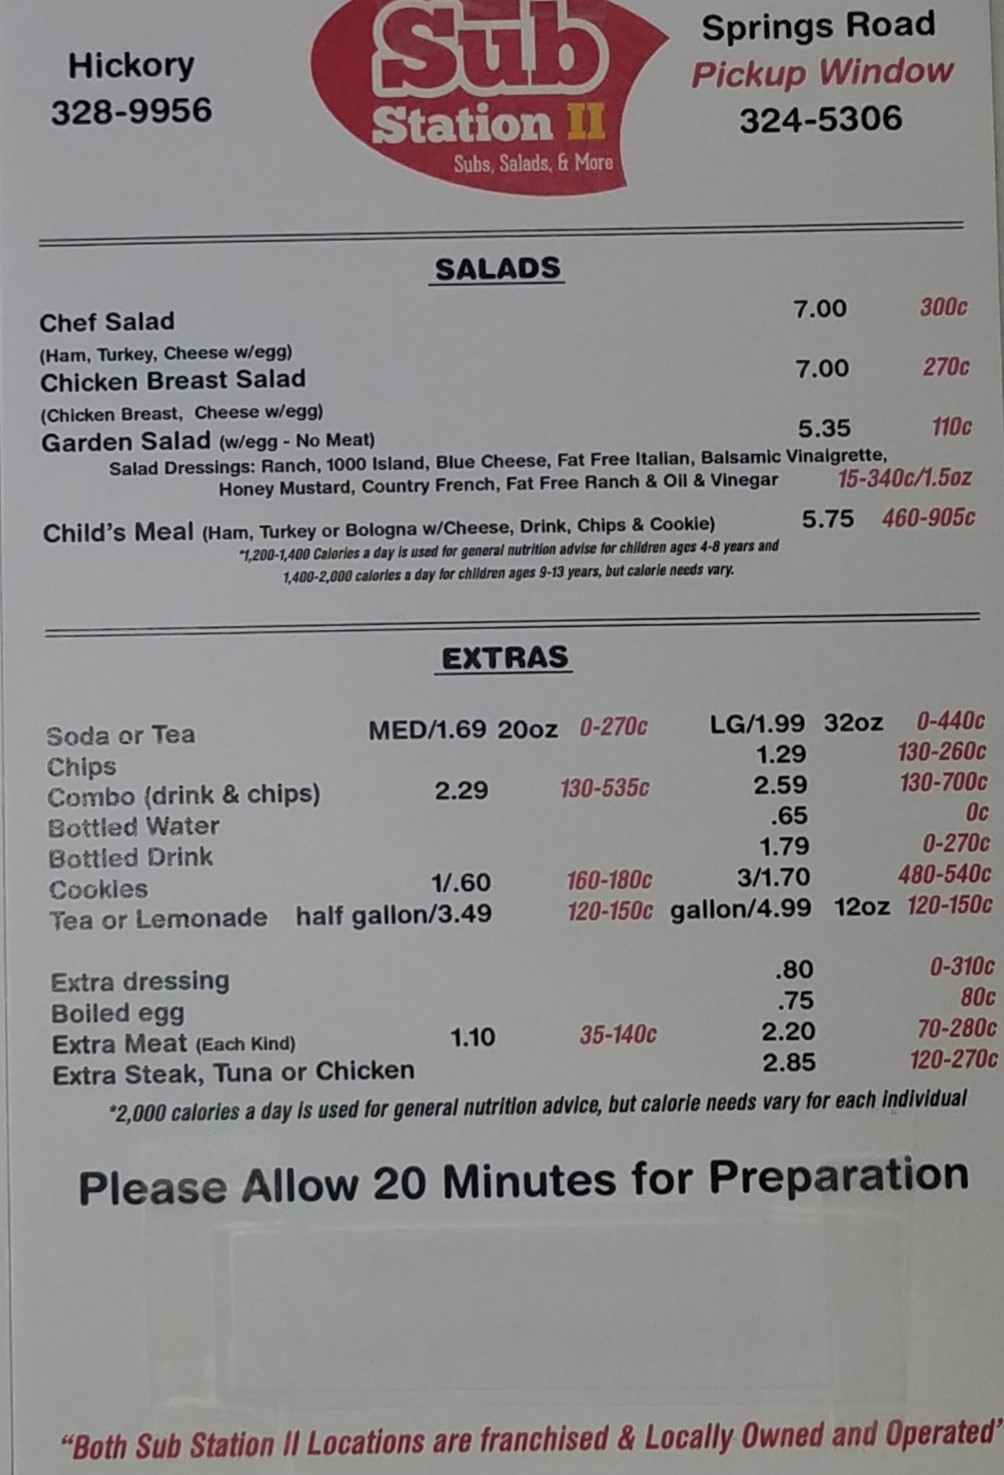 Hickory
328-9956
Sub
Station II
Subs, Salads, & More
Springs Road
Pickup Window
324-5306
SALADS
Chef Salad 7.00 300c
(Ham, Turkey, Cheese w/egg)
Chicken Breast Salad 7.00 270c
(Chicken Breast, Cheese w/egg)
Garden Salad (w/egg - No Meat) 5.35 110c
Salad Dressings: Ranch, 1000 Island, Blue Cheese, Fat Free Italian, Balsamic Vinaigrette,
Honey Mustard, Country French, Fat Free Ranch & Oil & Vinegar 15-340c/1.5oz
Child's Meal (Ham, Turkey or Bologna w/Cheese, Drink, Chips & Cookie) 5.75 460-905c
*1,200-1,400 Calories a day is used for general nutrition advise for children ages 4-8 years and
1,400-2,000 calories a day for children ages 9-13 years, but calorie needs vary.
EXTRAS
Soda or Tea MED/1.69 20oz 0-270c LG/1.99 32oz 0-440c
Chips 1.29 130-260c
Combo (drink & chips) 2.29 130-535c 2.59 130-700c
Bottled Water .65 0c
Bottled Drink 1.79 0-270c
Cookies 1/.60 160-180c 3/1.70 480-540c
Tea or Lemonade half gallon/3.49 120-150c gallon/4.99 12oz 120-150c
Extra dressing .80 0-310c
Boiled egg .75 80c
Extra Meat (Each Kind) 1.10 35-140c 2.20 70-280c
Extra Steak, Tuna or Chicken 2.85 120-270c
*2,000 calories a day is used for general nutrition advice, but calorie needs vary for each individual
Please Allow 20 Minutes for Preparation
"Both Sub Station II Locations are franchised & Locally Owned and Operated"